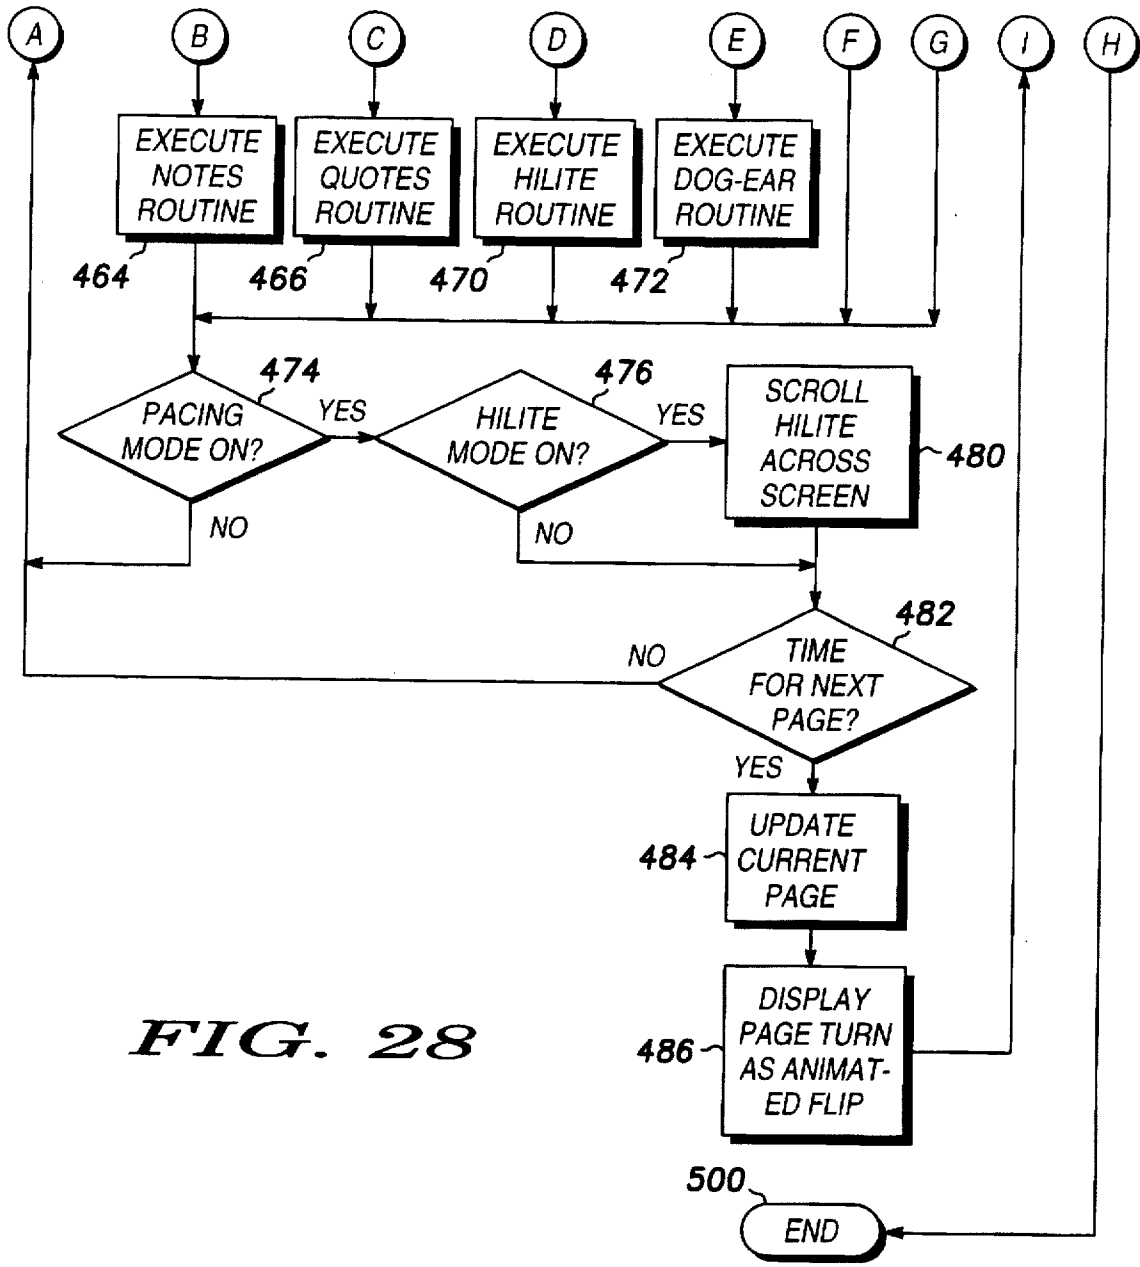 A B C D E F G I H
EXECUTE
NOTES
ROUTINE
EXECUTE
QUOTES
ROUTINE
EXECUTE
HILITE
ROUTINE
EXECUTE
DOG-EAR
ROUTINE
464
466
470
472
474
PACING
MODE ON?
YES
NO
476
HILITE
MODE ON?
YES
NO
SCROLL
HILITE
ACROSS
SCREEN
480
482
TIME
FOR NEXT
PAGE?
NO
YES
484
UPDATE
CURRENT
PAGE
486
DISPLAY
PAGE TURN
AS ANIMAT-
ED FLIP
FIG. 28
500
END